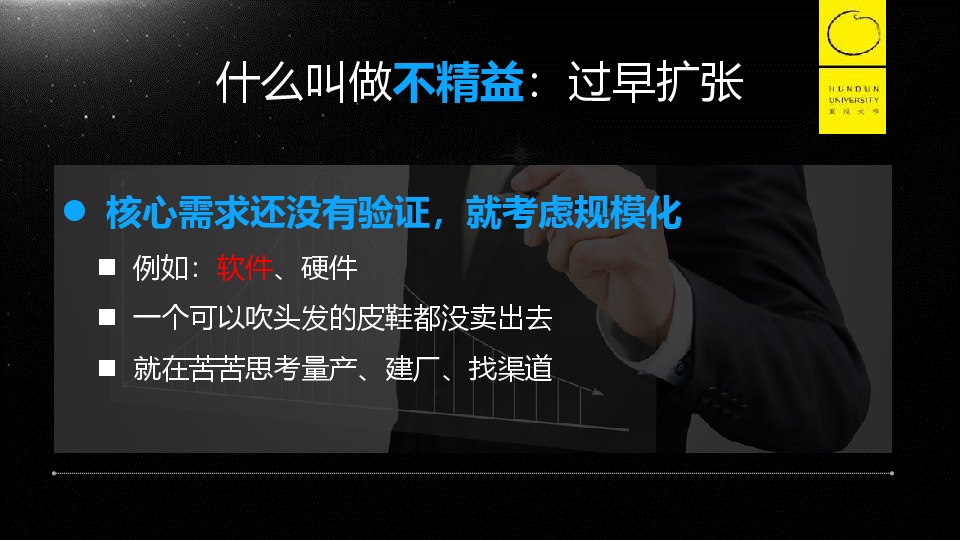 什么叫做不精益：过早扩张
HUNDUN
UNIVERSITY
核心需求还没有验证，就考虑规模化
例如：软件、硬件
一个可以吹头发的皮鞋都没卖出去
就在苦苦思考量产、建厂、找渠道